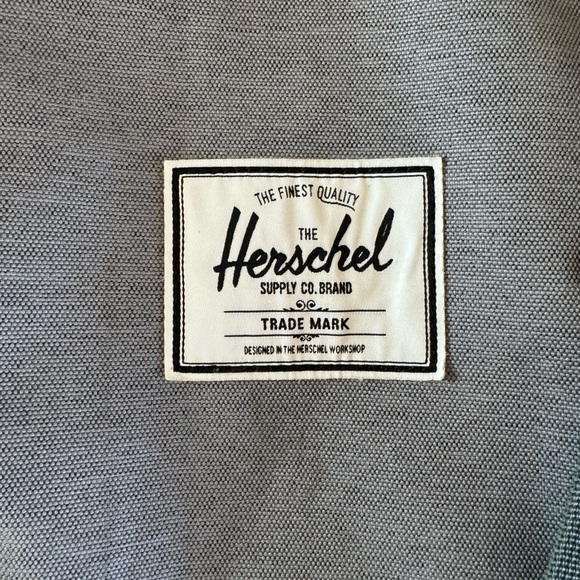 THE FINEST QUALITY
THE
Herschel
SUPPLY CO. BRAND
TRADE MARK
DESIGNED IN THE HERSCHEL WORKSHOP